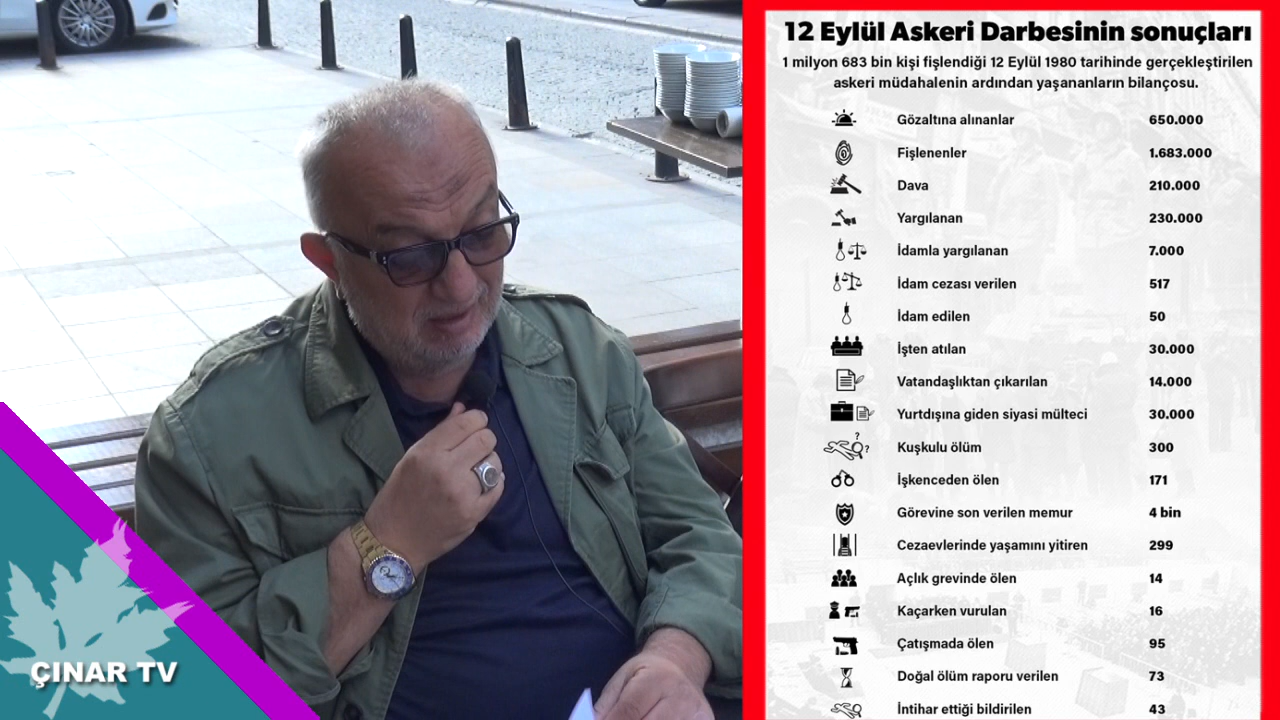 12 Eylül Askeri Darbesinin sonuçları
1 milyon 683 bin kişi fişlendiği 12 Eylül 1980 tarihinde gerçekleştirilen
askeri müdahalenin ardından yaşananların bilançosu.
Gözaltına alınanlar 650.000
Fişlenenler 1.683.000
Dava 210.000
Yargılanan 230.000
İdamla yargılanan 7.000
İdam cezası verilen 517
İdam edilen 50
İşten atılan 30.000
Vatandaşlıktan çıkarılan 14.000
Yurtdışına giden siyasi mülteci 30.000
Kuşkulu ölüm 300
İşkenceden ölen 171
Görevine son verilen memur 4 bin
Cezaevlerinde yaşamını yitiren 299
Açlık grevinde ölen 14
Kaçarken vurulan 16
Çatışmada ölen 95
Doğal ölüm raporu verilen 73
İntihar ettiği bildirilen 43
ÇINAR TV